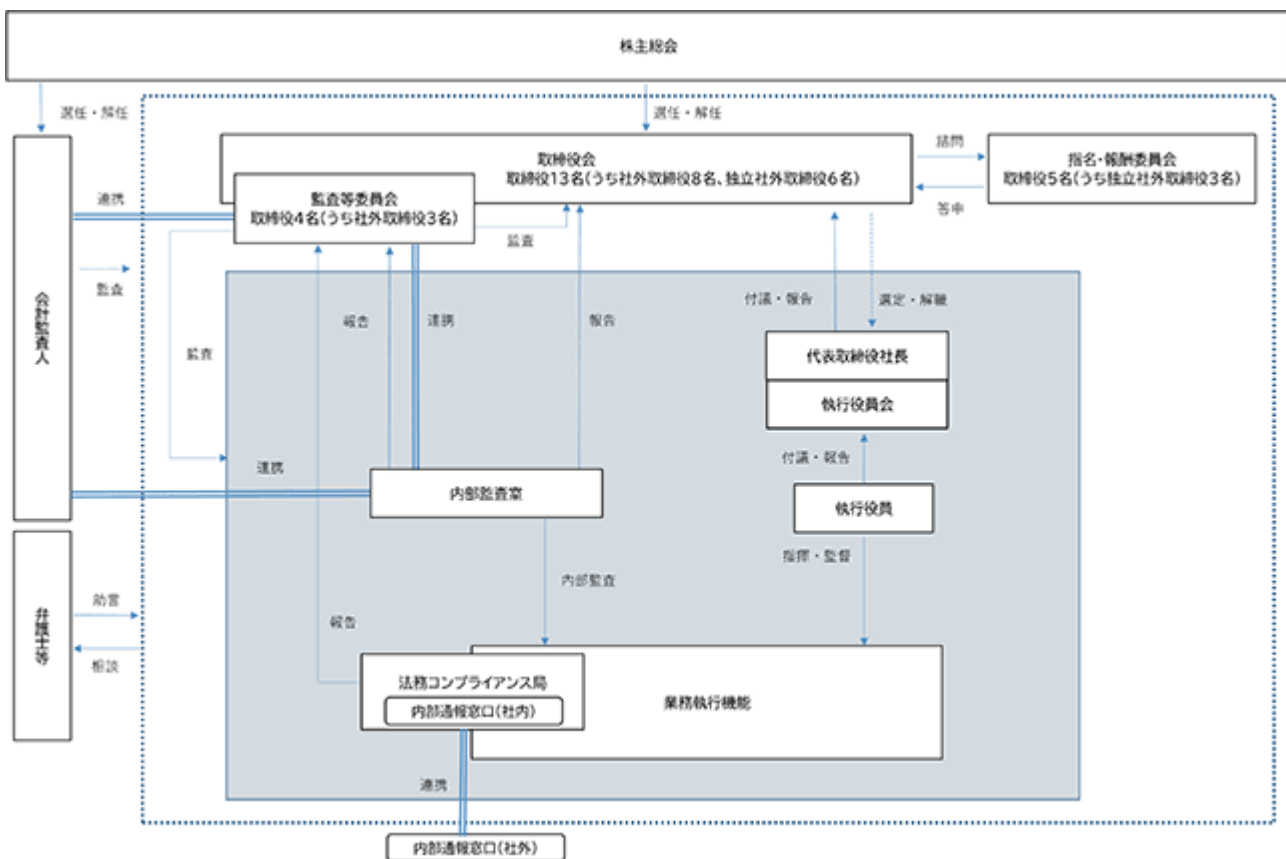 株主総会
選任・解任
選任・解任
取締役会
取締役13名(うち社外取締役8名、独立社外取締役6名)
諮問
答申
指名・報酬委員会
取締役5名(うち独立社外取締役3名)
監査等委員会
取締役4名(うち社外取締役3名)
連携
監査
監査
監査
会計監査人
報告
連携
報告
付議・報告
選定・解職
代表取締役社長
執行役員会
付議・報告
連携
内部監査室
執行役員
内部監査
指揮・監督
弁護士等
助言
相談
報告
法務コンプライアンス局
内部通報窓口(社内)
業務執行機能
連携
内部通報窓口(社外)